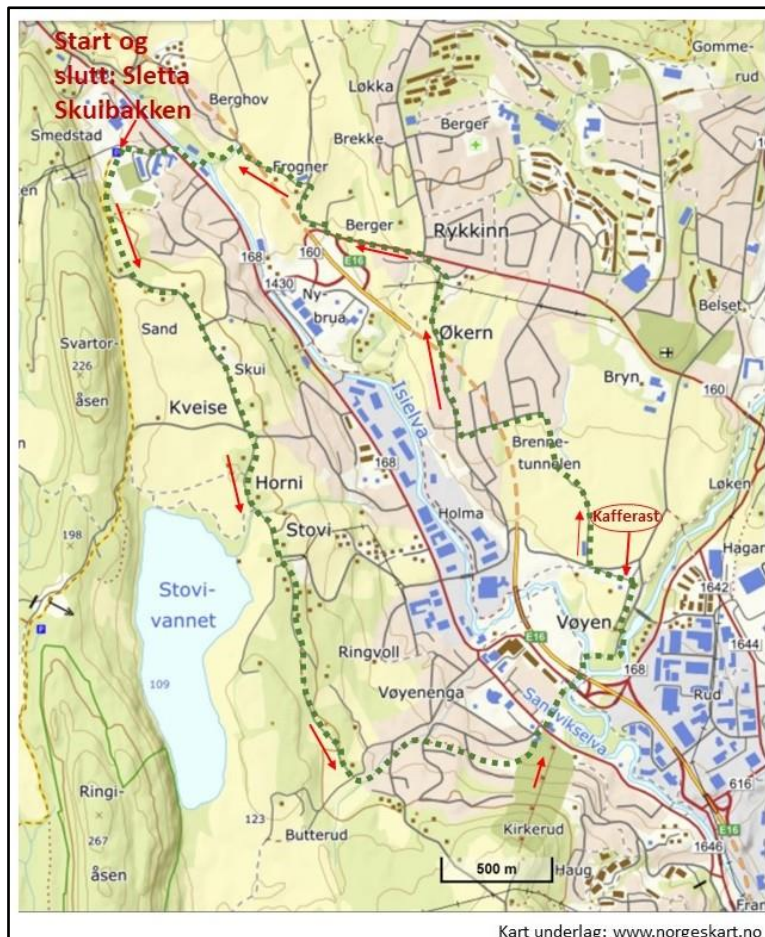 Start og
slutt: Sletta
Skuibakken
Gomme-
rud
Løkka
Berghov
Smedstad
Brekke
Berger
Frogner
Berger
Rykkinn
168
160
E16
1430
Ny-
brua
Belset
Sand
Økern
Svartor-
226
åsen
Skui
Isielva
Bryn
160
Kveise
Brenne-
tunnelen
168
Løken
Horni
Holma
Kafferast
Stovi
Hagar
198
1642
Stovi-
vannet
Vøyen
E16
1644
Ringvoll
168
109
Vøyenenga
Rud
Sandvikselva
616
Ringi-
123
Butterud
Kirkerud
E16
267
åsen
1646
500 m
Haug
Fran
Kart underlag: www.norgeskart.no